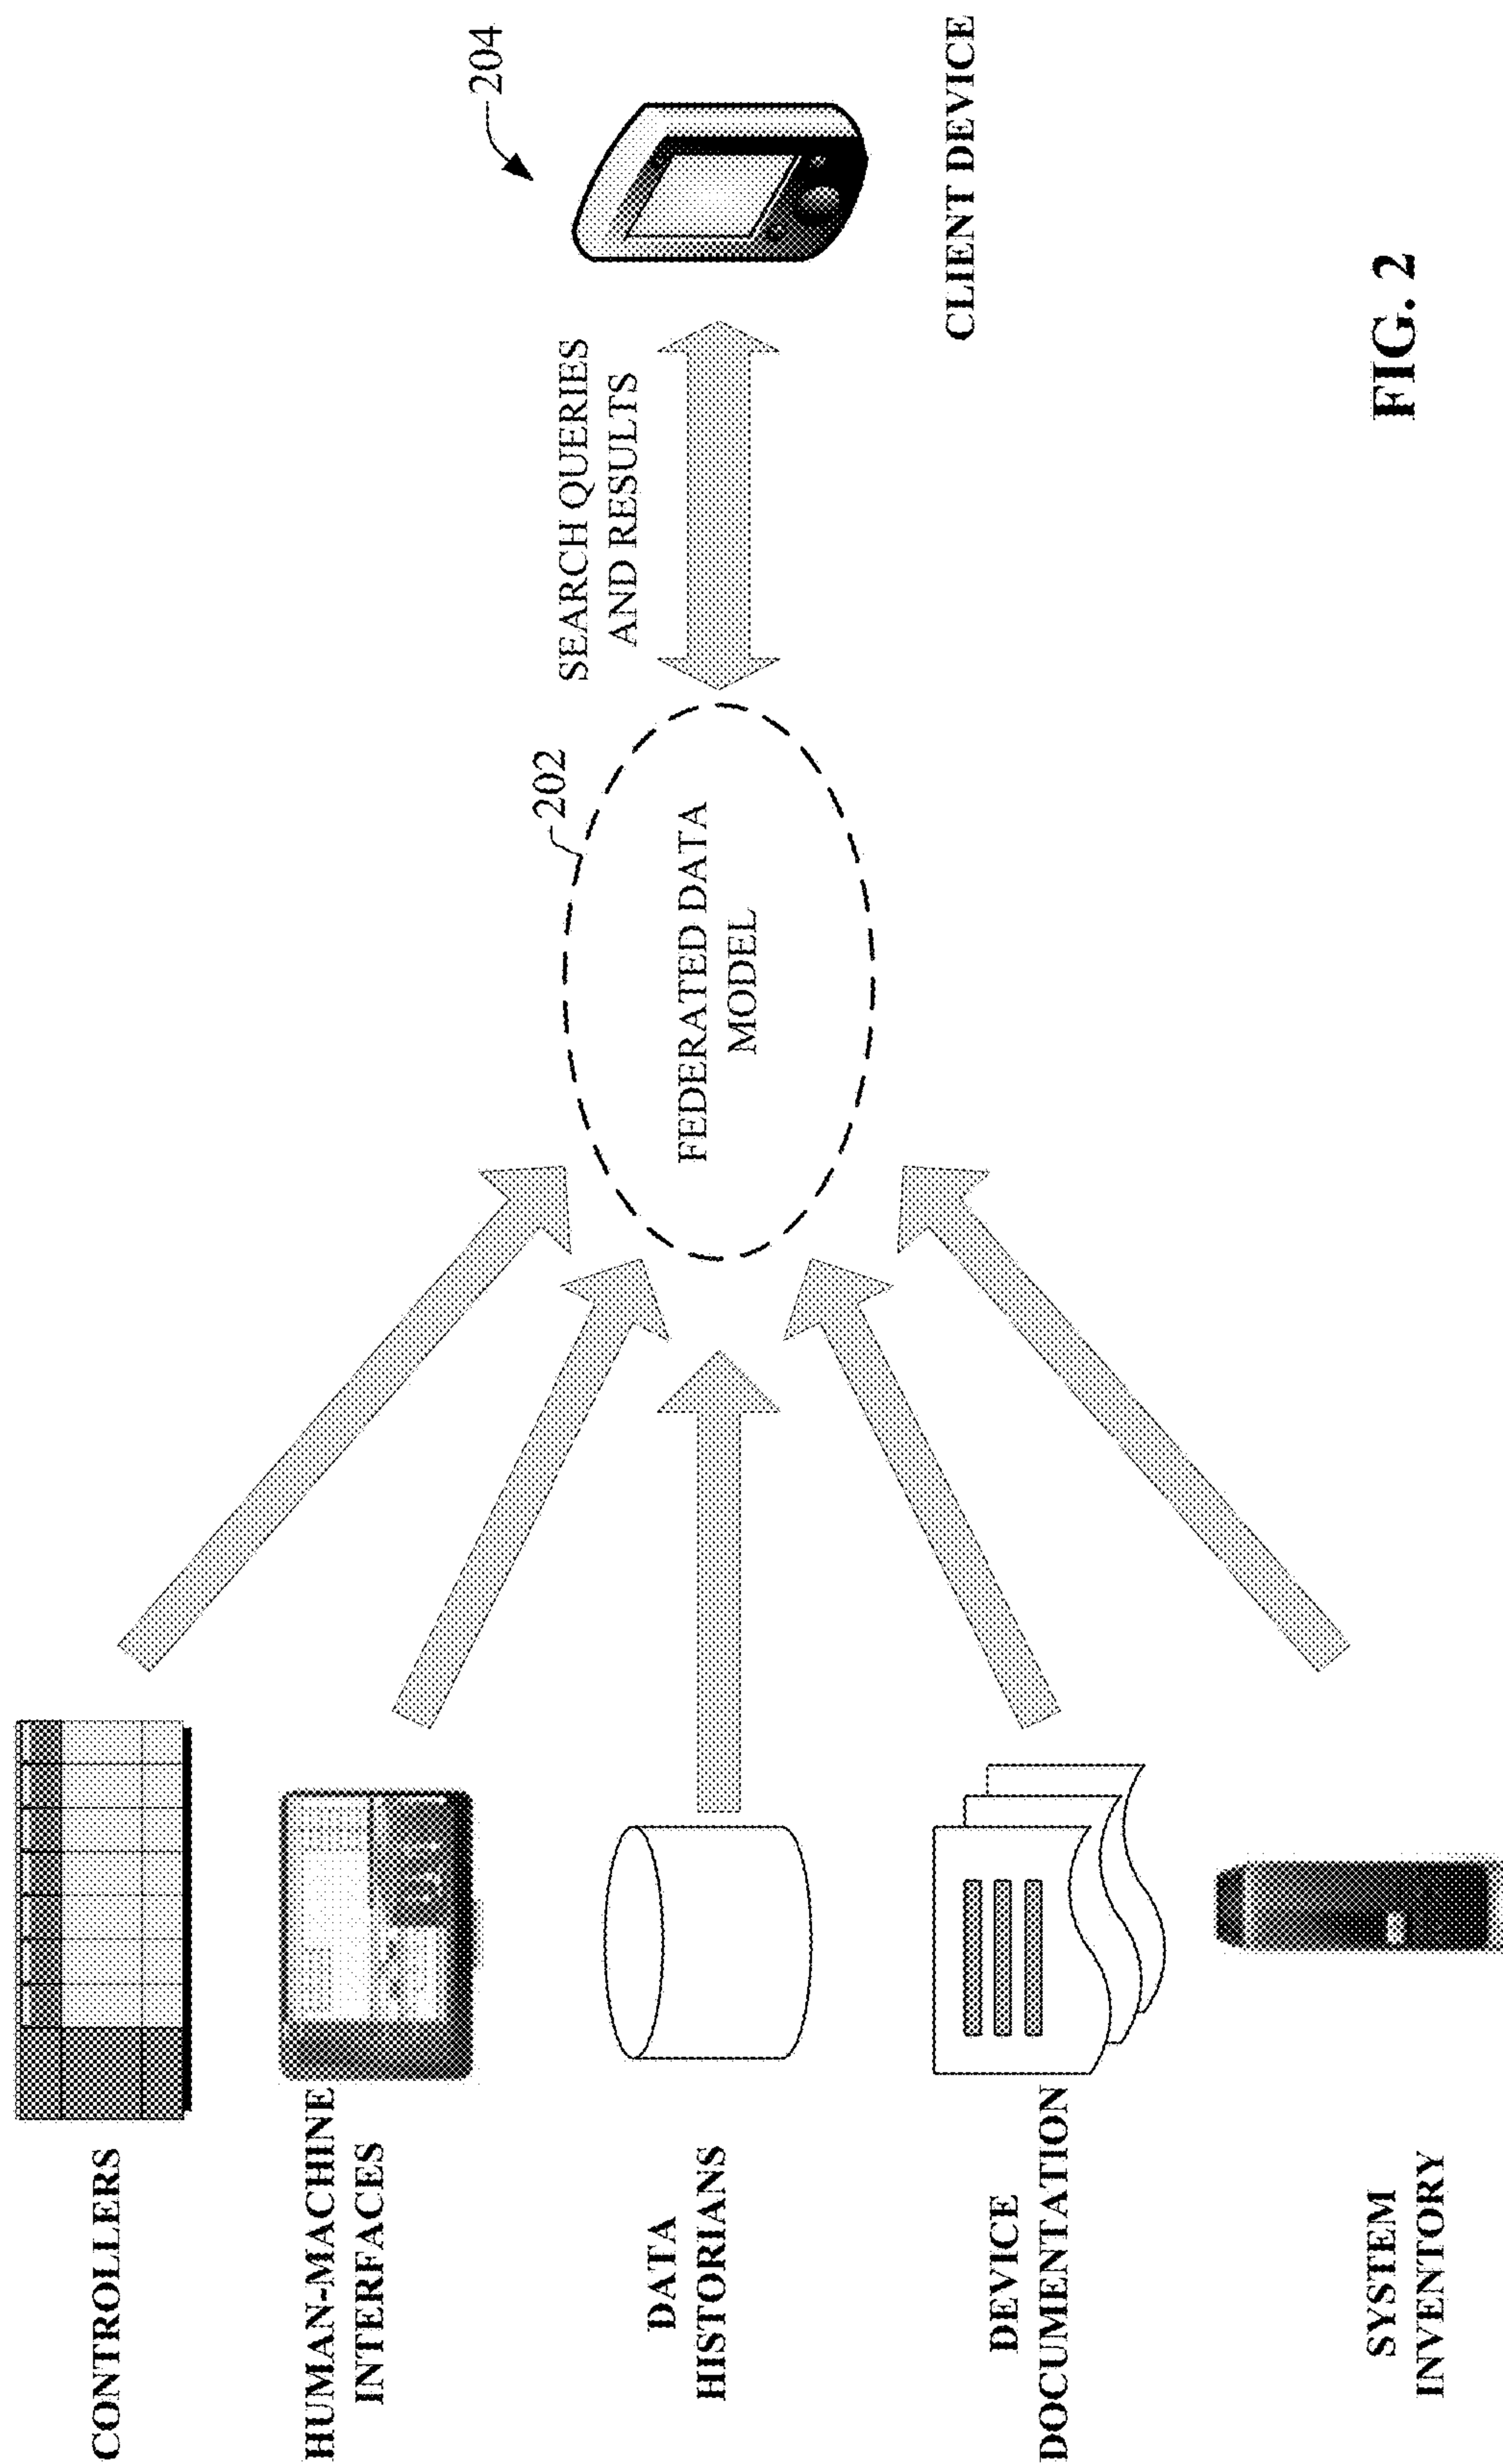 CONTROLLERS
HUMAN-MACHINE
INTERFACES
DATA
HISTORIANS
DEVICE
DOCUMENTATION
SYSTEM
INVENTORY
202
FEDERATED DATA
MODEL
SEARCH QUERIES
AND RESULTS
204
CLIENT DEVICE
FIG. 2